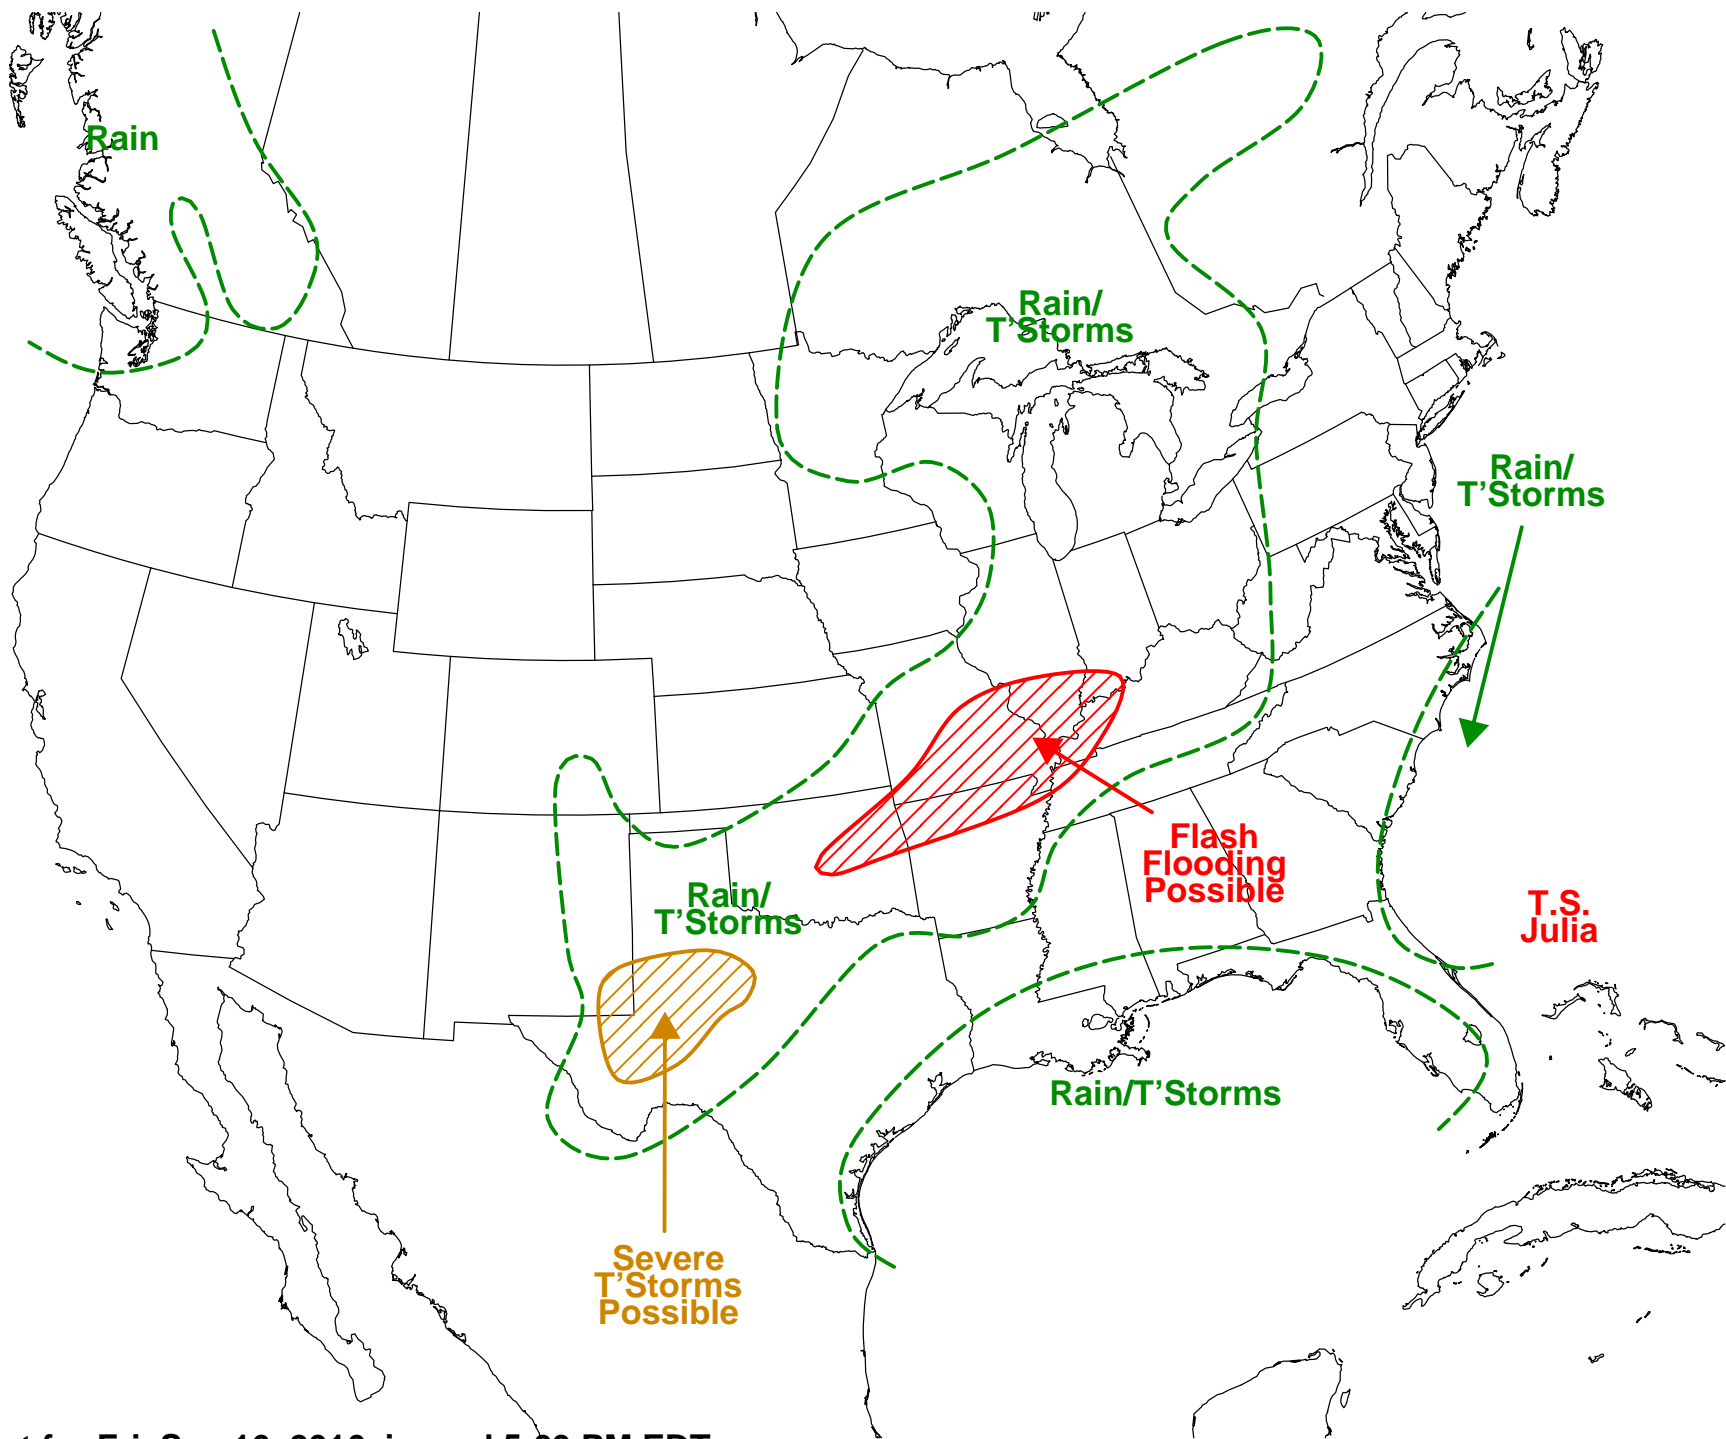 Rain
Rain/
T'Storms
Rain/
T'Storms
Flash
Flooding
Possible
Rain/
T'Storms
T.S.
Julia
Rain/T'Storms
Severe
T'Storms
Possible